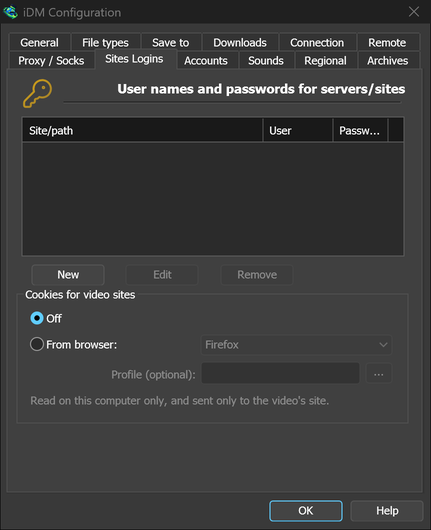 iDM Configuration
General File types Save to Downloads Connection Remote
Proxy / Socks Sites Logins Accounts Sounds Regional Archives
User names and passwords for servers/sites
Site/path User Passw...
New Edit Remove
Cookies for video sites
Off
From browser: Firefox
Profile (optional): ...
Read on this computer only, and sent only to the video's site.
OK Help